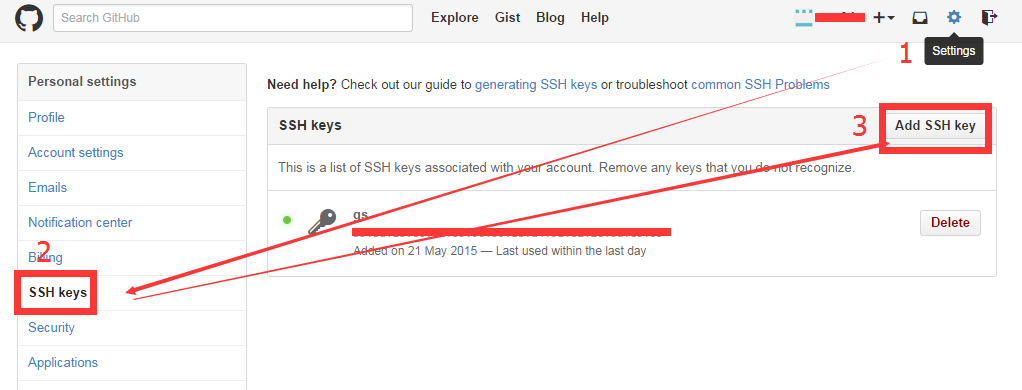 Search GitHub
Explore Gist Blog Help
1
Settings
Personal settings
Profile
Account settings
Emails
Notification center
2
Billing
SSH keys
Security
Applications
Need help? Check out our guide to generating SSH keys or troubleshoot common SSH Problems
SSH keys
3
Add SSH key
This is a list of SSH keys associated with your account. Remove any keys that you do not recognize.
gs
Added on 21 May 2015 — Last used within the last day
Delete